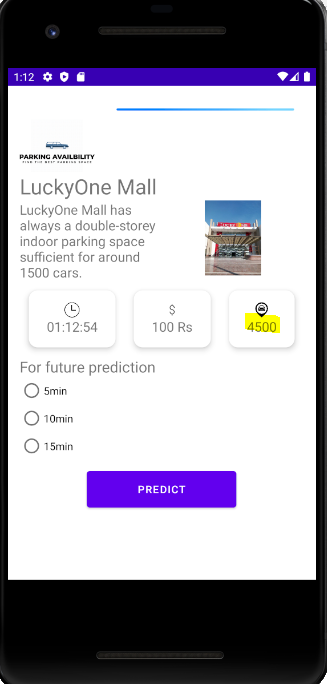 1:12
PARKING AVAILBILITY
LuckyOne Mall
LuckyOne Mall has
always a double-storey
indoor parking space
sufficient for around
1500 cars.
01:12:54
$
100 Rs
4500
For future prediction
5min
10min
15min
PREDICT